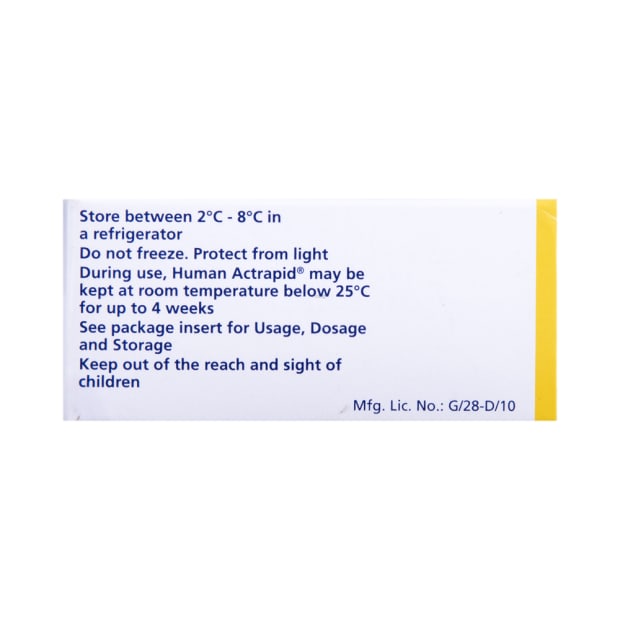 Store between 2°C - 8°C in
a refrigerator
Do not freeze. Protect from light
During use, Human Actrapid® may be
kept at room temperature below 25°C
for up to 4 weeks
See package insert for Usage, Dosage
and Storage
Keep out of the reach and sight of
children
Mfg. Lic. No.: G/28-D/10